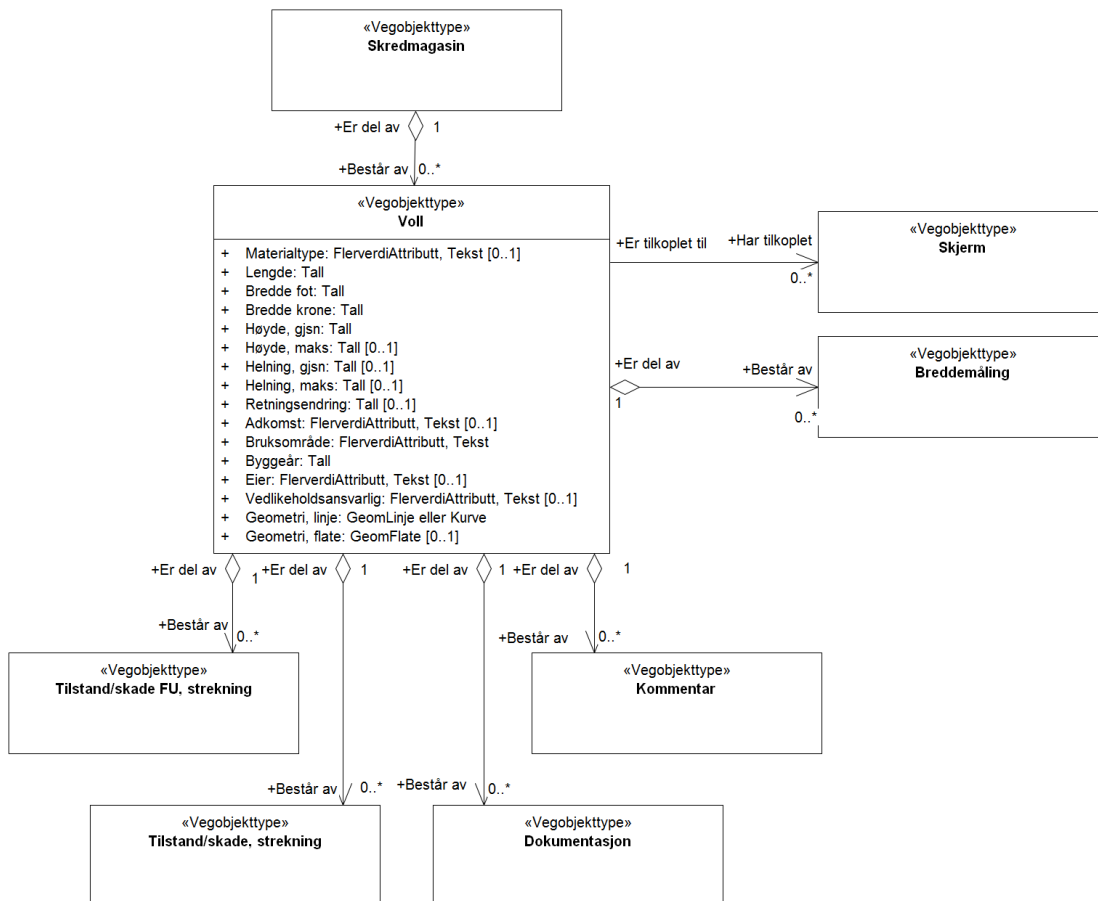 «Vegobjekttype»
Skredmagasin
+Er del av 1
+Består av 0..*
«Vegobjekttype»
Voll
+ Materialtype: FlerverdiAttributt, Tekst [0..1]
+ Lengde: Tall
+ Bredde fot: Tall
+ Bredde krone: Tall
+ Høyde, gjsn: Tall
+ Høyde, maks: Tall [0..1]
+ Helning, gjsn: Tall [0..1]
+ Helning, maks: Tall [0..1]
+ Retningsendring: Tall [0..1]
+ Adkomst: FlerverdiAttributt, Tekst [0..1]
+ Bruksområde: FlerverdiAttributt, Tekst
+ Byggeår: Tall
+ Eier: FlerverdiAttributt, Tekst [0..1]
+ Vedlikeholdsansvarlig: FlerverdiAttributt, Tekst [0..1]
+ Geometri, linje: GeomLinje eller Kurve
+ Geometri, flate: GeomFlate [0..1]
+Er tilkoplet til +Har tilkoplet
0..*
«Vegobjekttype»
Skjerm
+Er del av +Består av
1 0..*
«Vegobjekttype»
Breddemåling
+Er del av 1 +Er del av 1 +Er del av 1 +Er del av 1
+Består av 0..*
+Består av 0..*
«Vegobjekttype»
Tilstand/skade FU, strekning
«Vegobjekttype»
Kommentar
+Består av 0..*
+Består av 0..*
«Vegobjekttype»
Tilstand/skade, strekning
«Vegobjekttype»
Dokumentasjon